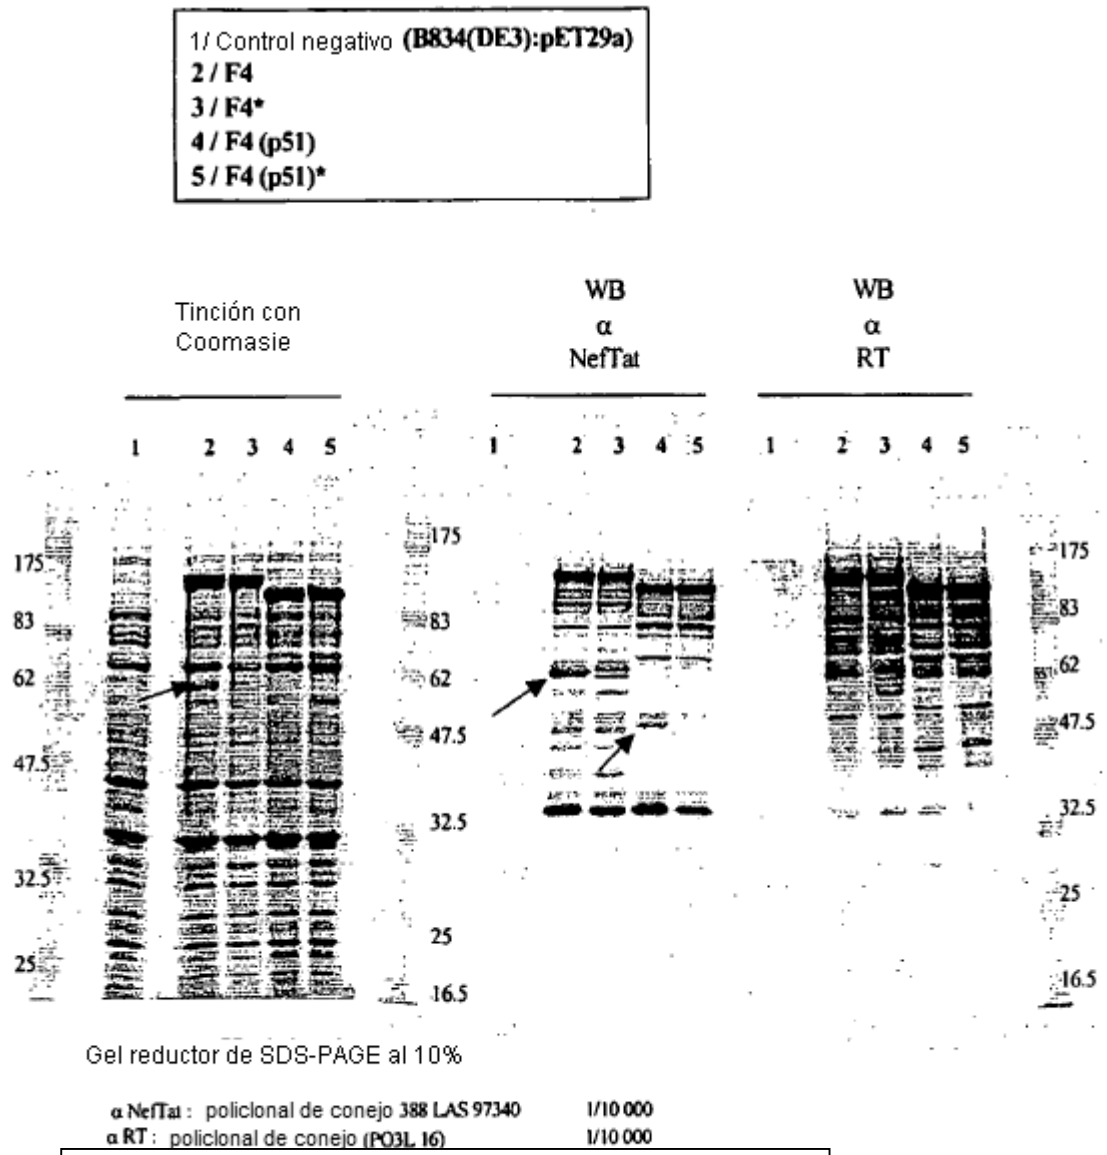 1/ Control negativo (B834(DE3):pET29a)
2 / F4
3 / F4*
4 / F4 (p51)
5 / F4 (p51)*
Tinción con
Coomasie
WB
α
NefTat
WB
α
RT
1 2 3 4 5
1 2 3 4 5
1 2 3 4 5
175
83
62
47.5
32.5
25
175
83
62
47.5
32.5
25
16.5
175
83
62
47.5
32.5
25
16.5
Gel reductor de SDS-PAGE al 10%
α NefTat : policlonal de conejo 388 LAS 97340 1/10 000
α RT : policlonal de conejo (PO3L 16) 1/10 000